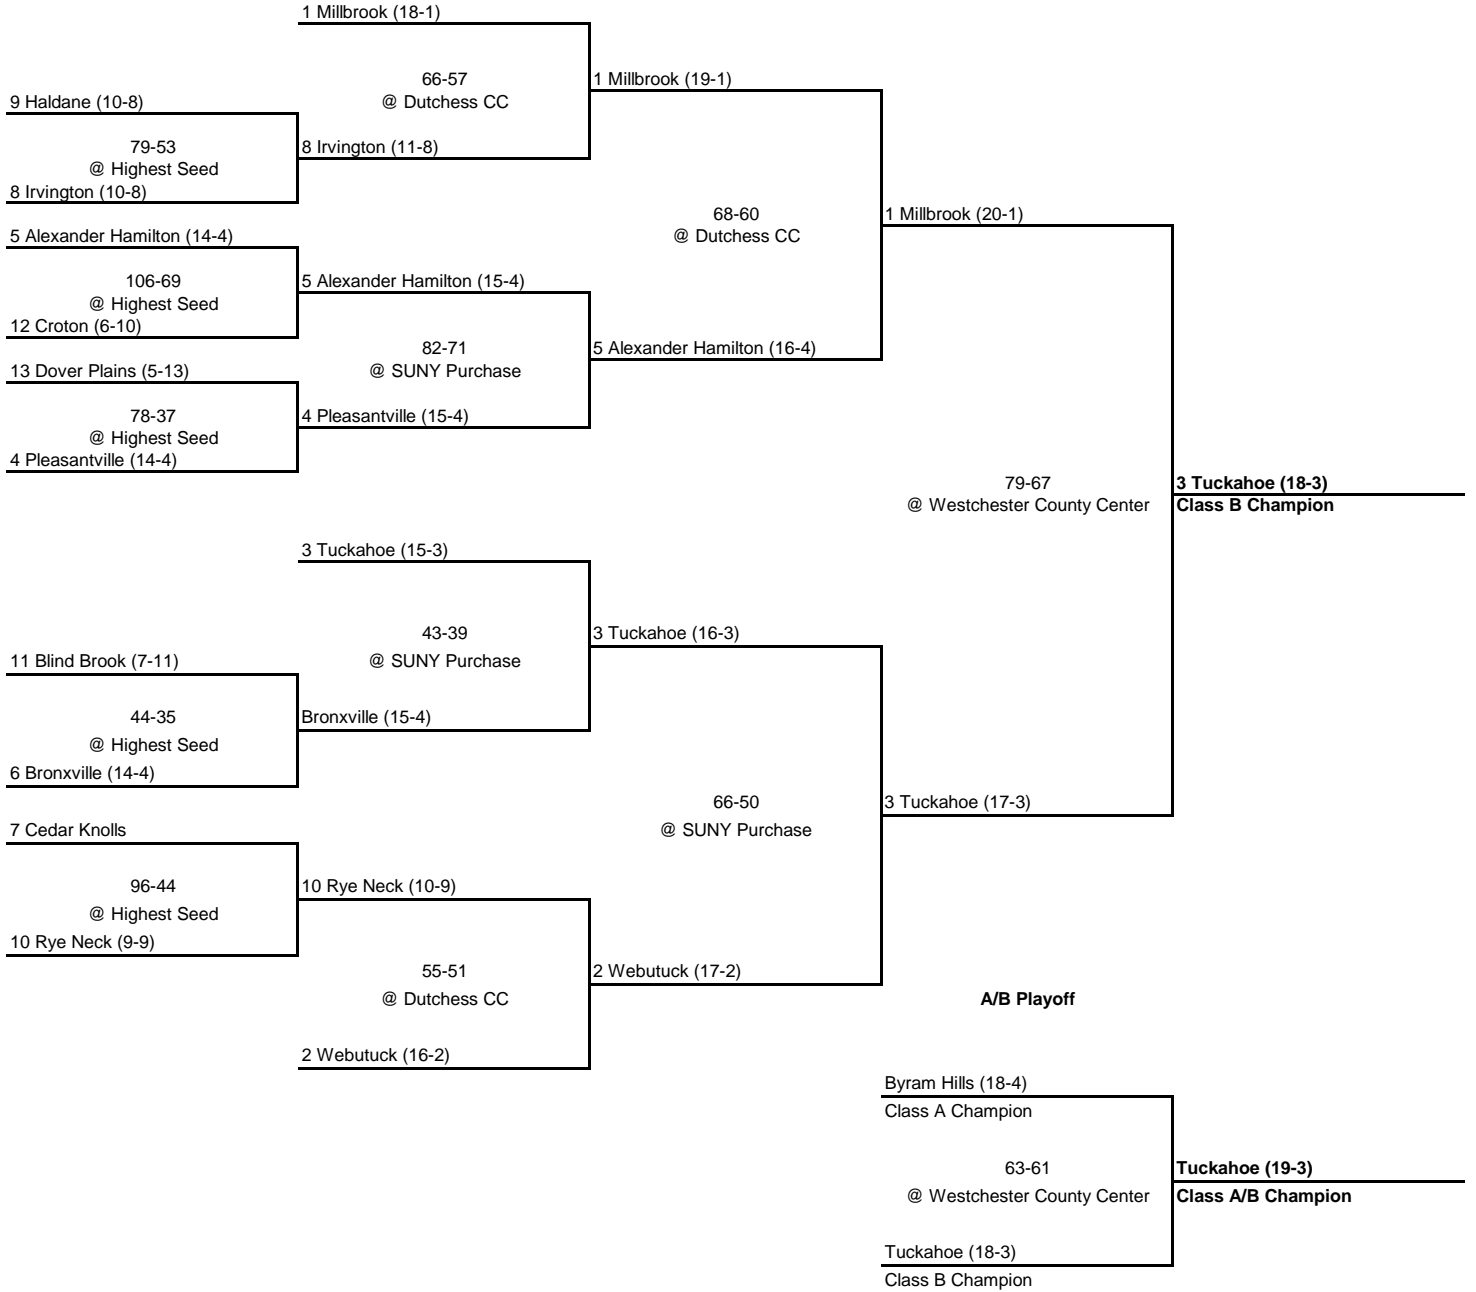 1 Millbrook (18-1)
66-57
@ Dutchess CC
1 Millbrook (19-1)
9 Haldane (10-8)
79-53
@ Highest Seed
8 Irvington (11-8)
8 Irvington (10-8)
68-60
@ Dutchess CC
1 Millbrook (20-1)
5 Alexander Hamilton (14-4)
106-69
@ Highest Seed
5 Alexander Hamilton (15-4)
12 Croton (6-10)
82-71
@ SUNY Purchase
5 Alexander Hamilton (16-4)
13 Dover Plains (5-13)
78-37
@ Highest Seed
4 Pleasantville (15-4)
4 Pleasantville (14-4)
79-67
@ Westchester County Center
3 Tuckahoe (18-3)
Class B Champion
3 Tuckahoe (15-3)
43-39
@ SUNY Purchase
3 Tuckahoe (16-3)
11 Blind Brook (7-11)
44-35
@ Highest Seed
Bronxville (15-4)
6 Bronxville (14-4)
66-50
@ SUNY Purchase
3 Tuckahoe (17-3)
7 Cedar Knolls
96-44
@ Highest Seed
10 Rye Neck (10-9)
10 Rye Neck (9-9)
55-51
@ Dutchess CC
2 Webutuck (17-2)
2 Webutuck (16-2)
A/B Playoff
Byram Hills (18-4)
Class A Champion
63-61
@ Westchester County Center
Tuckahoe (19-3)
Class A/B Champion
Tuckahoe (18-3)
Class B Champion